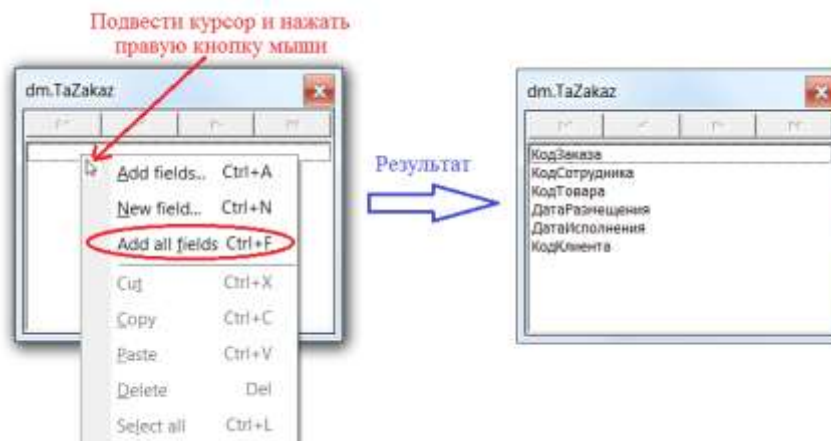 Подвести курсор и нажать
правую кнопку мыши
dm.TaZakaz
Add fields... Ctrl+A
New field... Ctrl+N
Add all fields Ctrl+F
Cut Ctrl+X
Copy Ctrl+C
Paste Ctrl+V
Delete Del
Select all Ctrl+L
Результат
dm.TaZakaz
КодЗаказа
КодСотрудника
КодТовара
ДатаРазмещения
ДатаИсполнения
КодКлиента